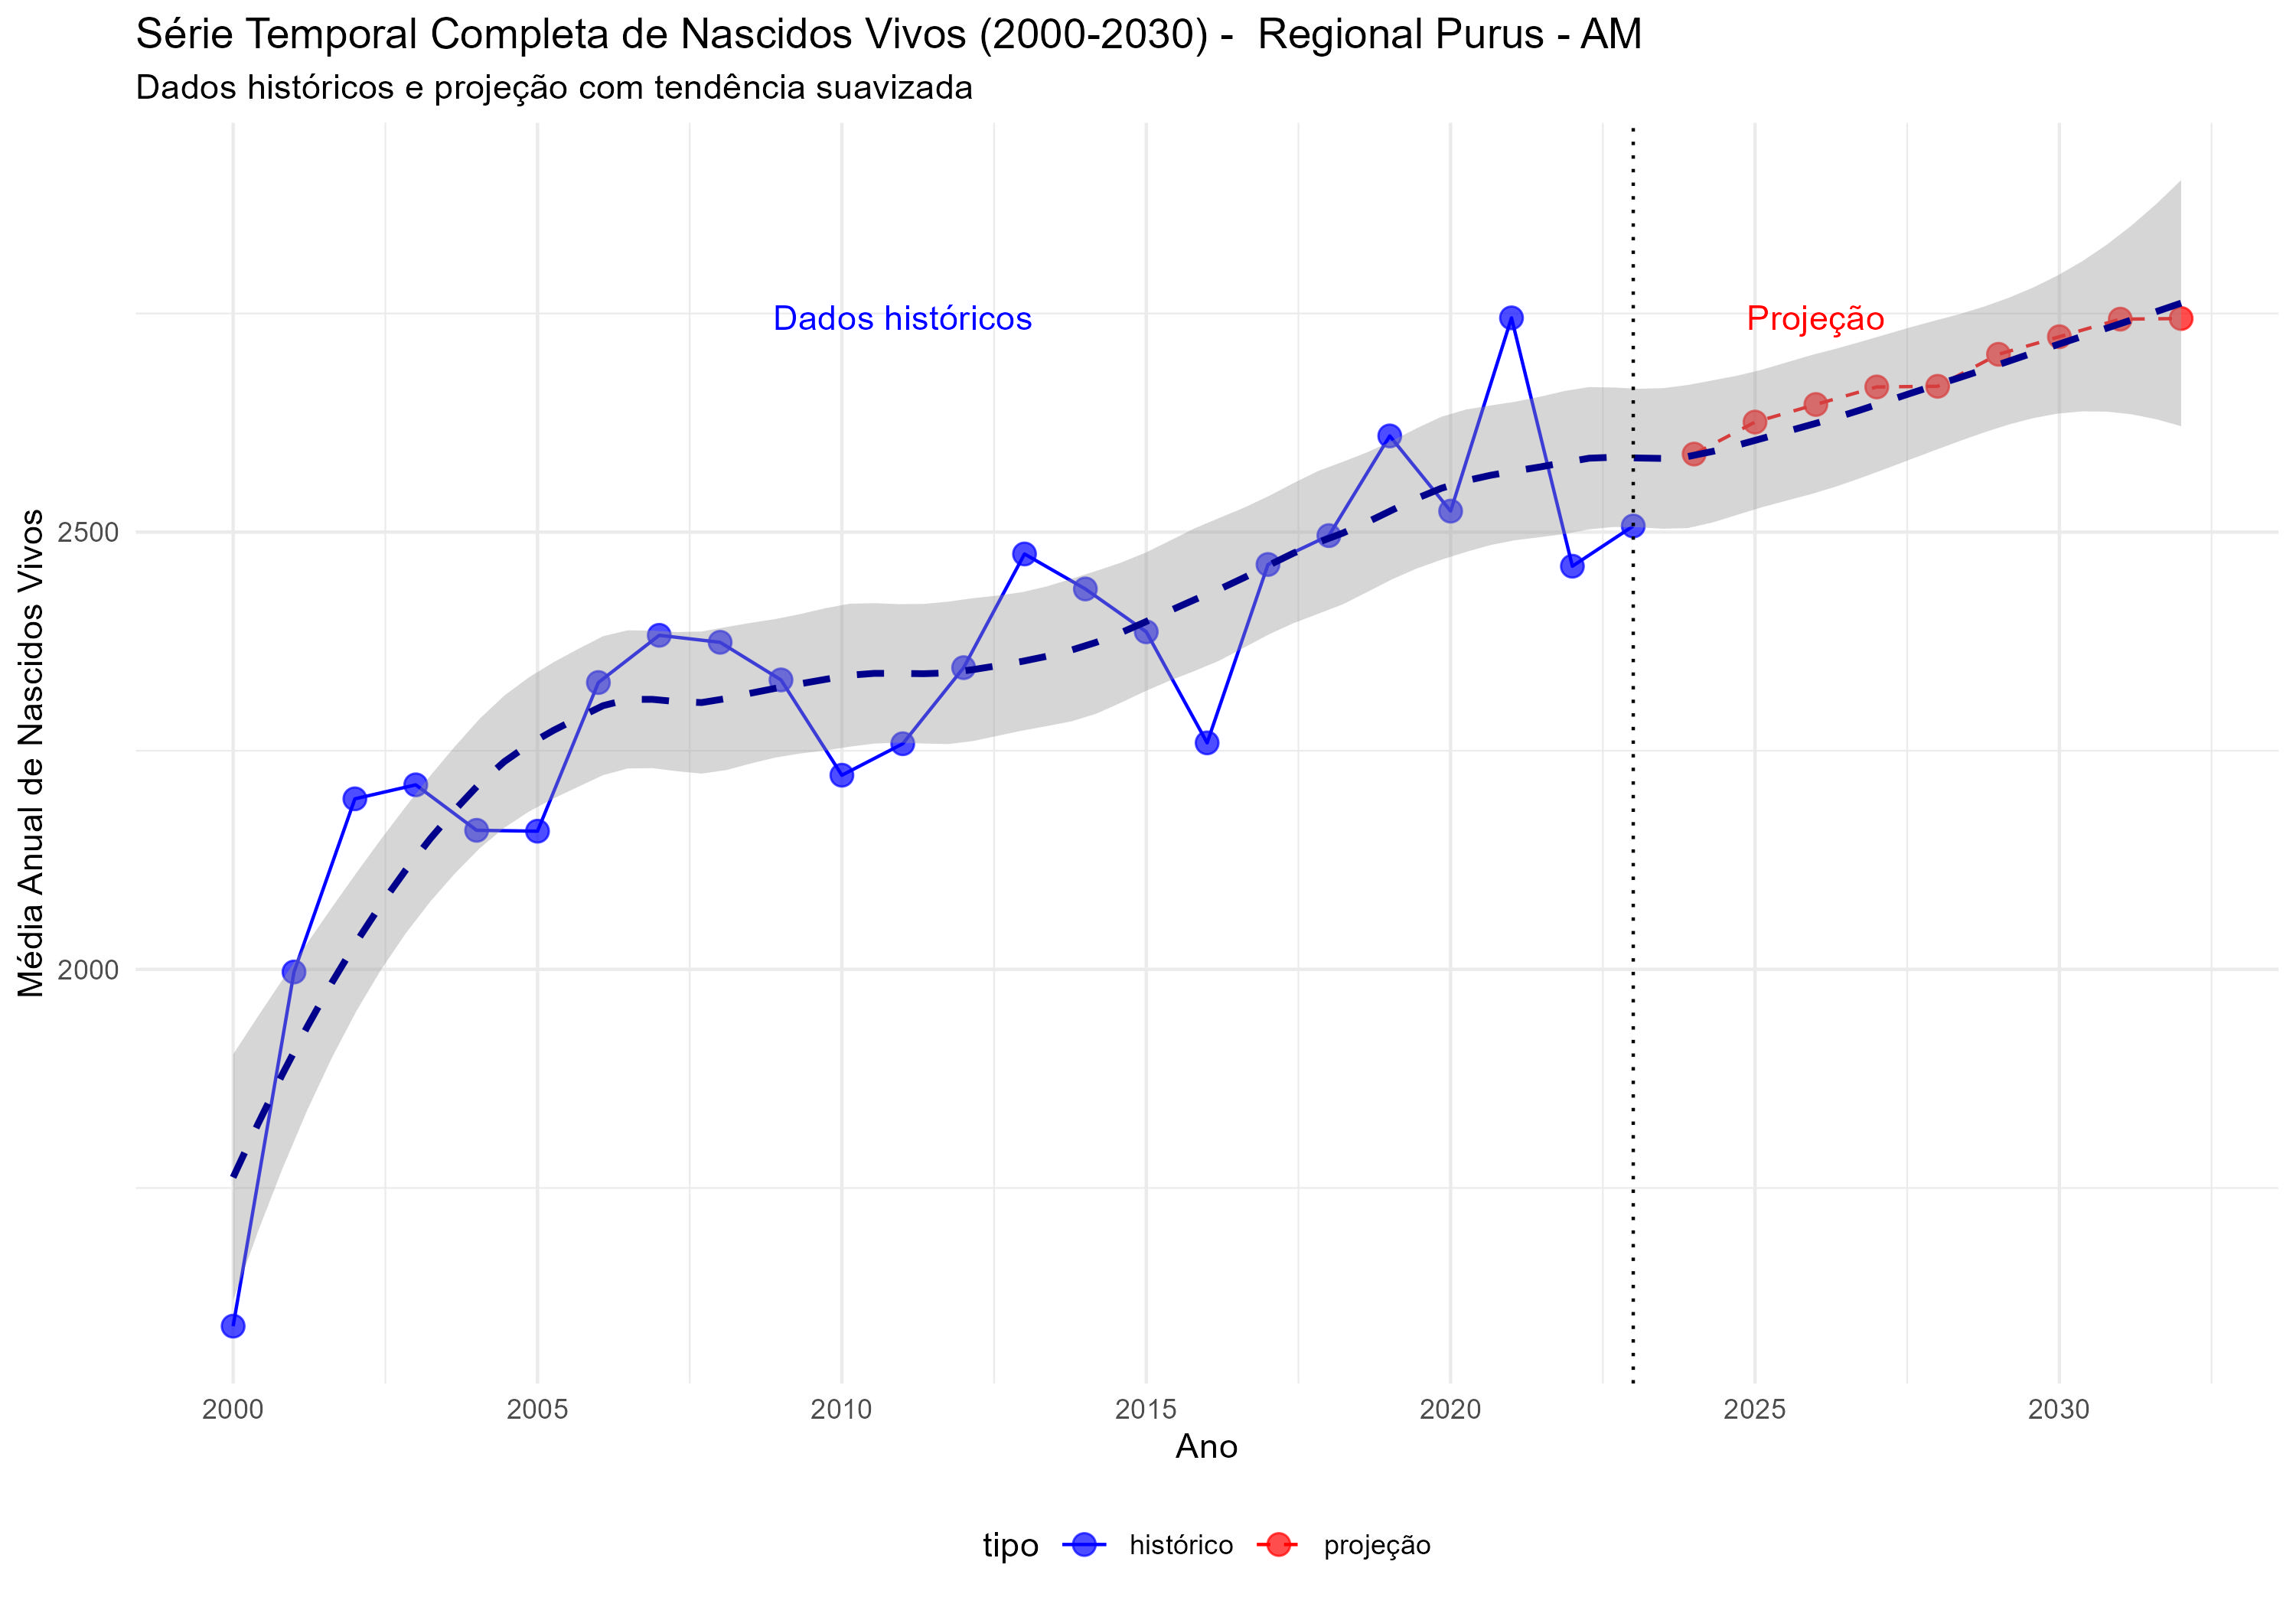 Série Temporal Completa de Nascidos Vivos (2000-2030) -  Regional Purus - AM
Dados históricos e projeção com tendência suavizada
Dados históricos
Projeção
Média Anual de Nascidos Vivos
2500
2000
2000 2005 2010 2015 2020 2025 2030
Ano
tipo histórico projeção